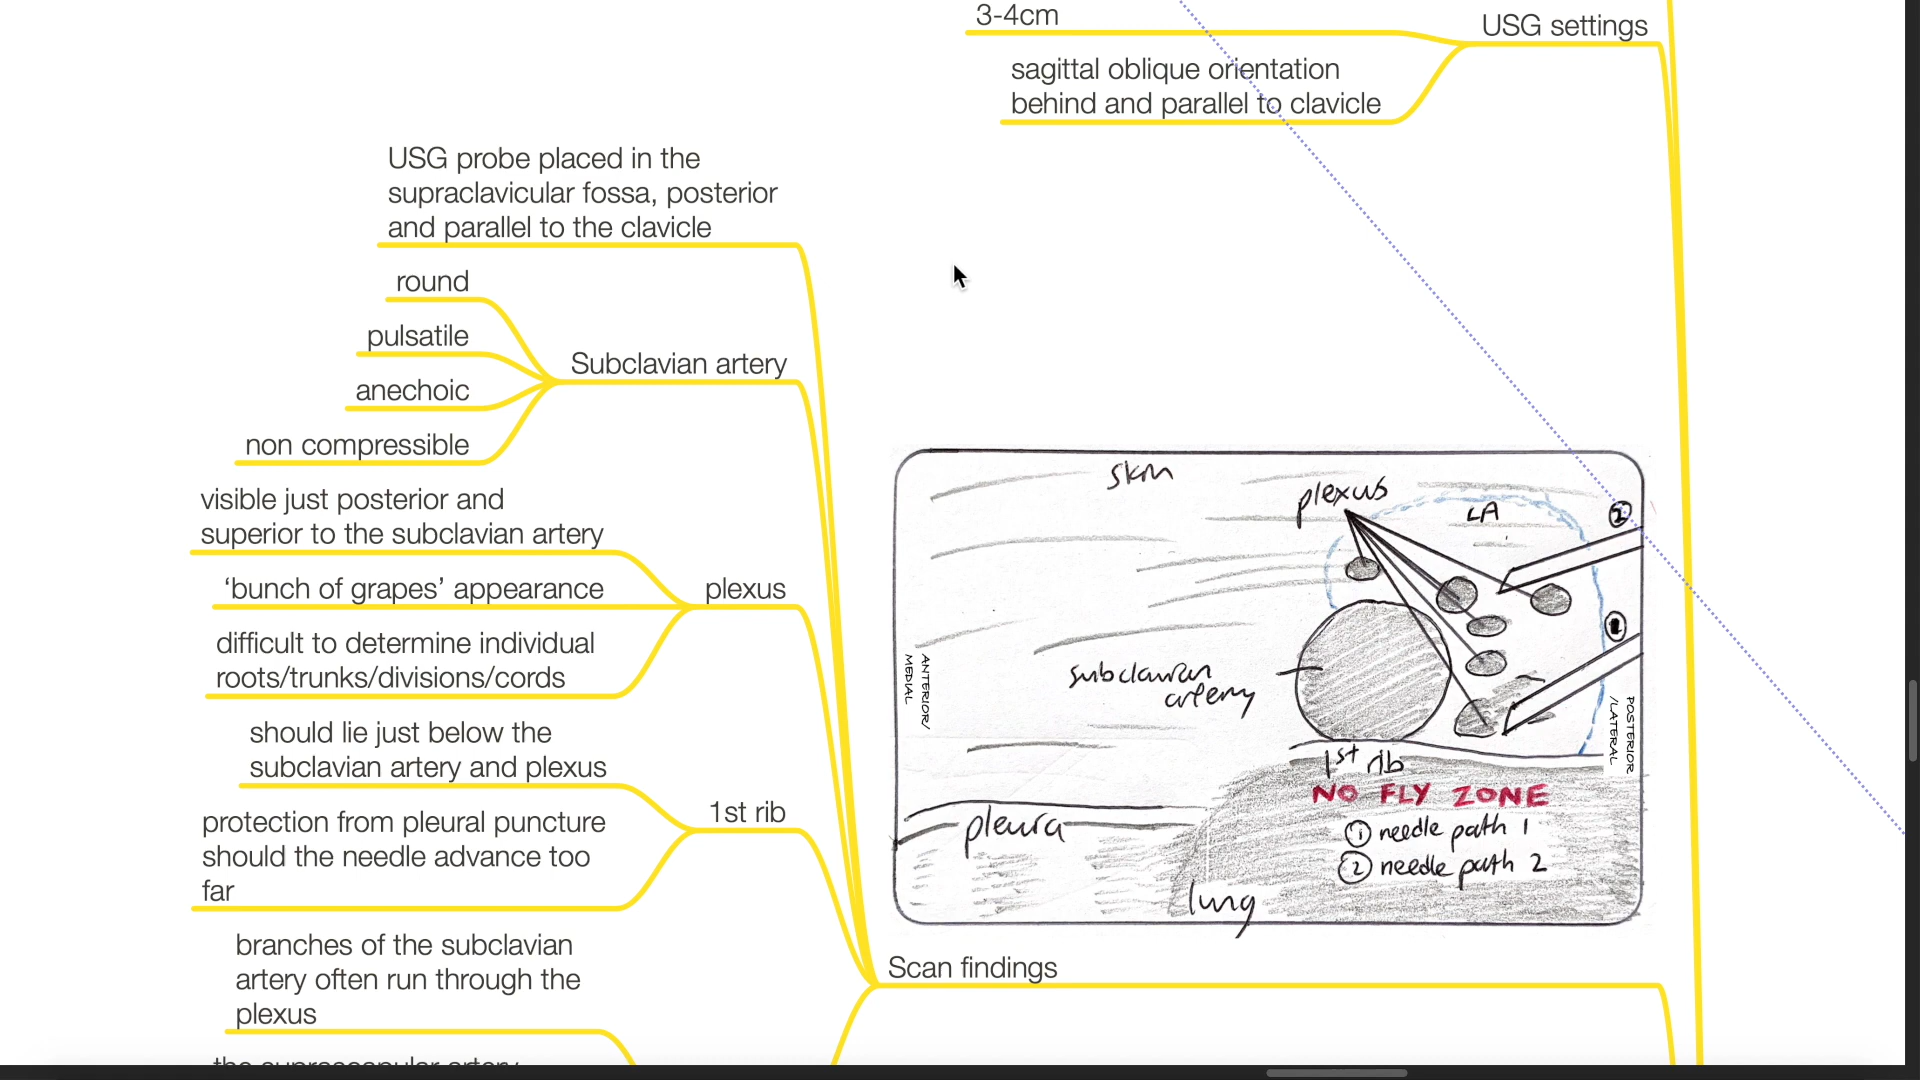 3-4cm
USG settings
sagittal oblique orientation
behind and parallel to clavicle
USG probe placed in the
supraclavicular fossa, posterior
and parallel to the clavicle
round
pulsatile
anechoic
non compressible
Subclavian artery
visible just posterior and
superior to the subclavian artery
‘bunch of grapes’ appearance
difficult to determine individual
roots/trunks/divisions/cords
plexus
should lie just below the
subclavian artery and plexus
protection from pleural puncture
should the needle advance too
far
1st rib
branches of the subclavian
artery often run through the
plexus
the suprascapular artery
Scan findings
skin
plexus
LA
2
1
subclavian
artery
ANTERIOR/
MEDIAL
POSTERIOR
/LATERAL
1st rib
NO FLY ZONE
pleura
1 needle path 1
2 needle path 2
lung